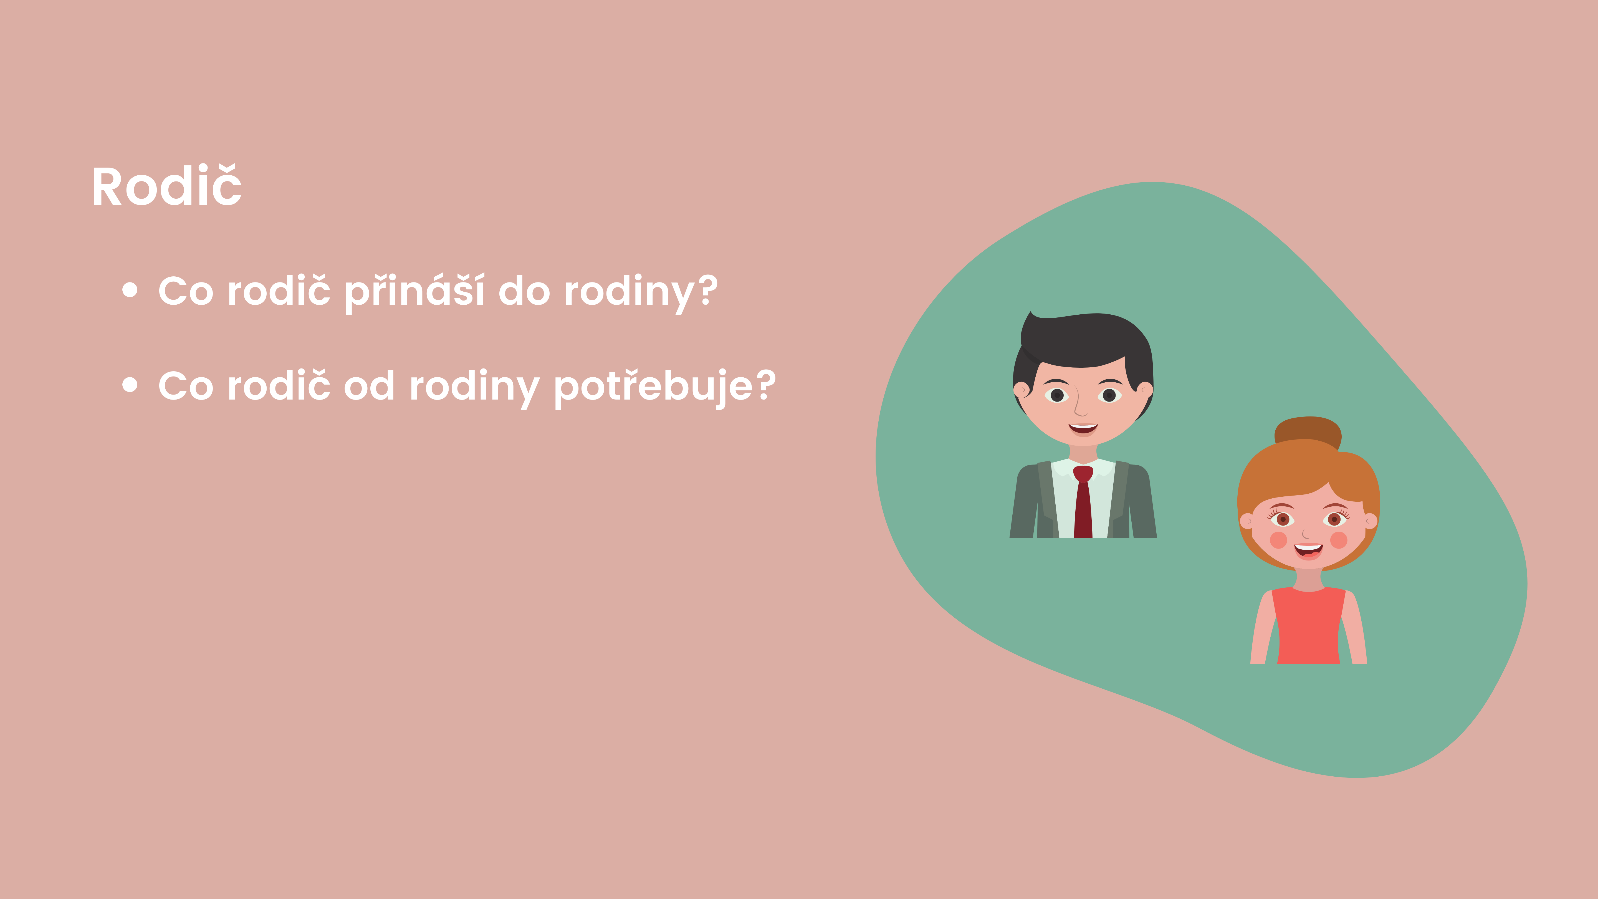 Rodič
• Co rodič přináší do rodiny?
• Co rodič od rodiny potřebuje?